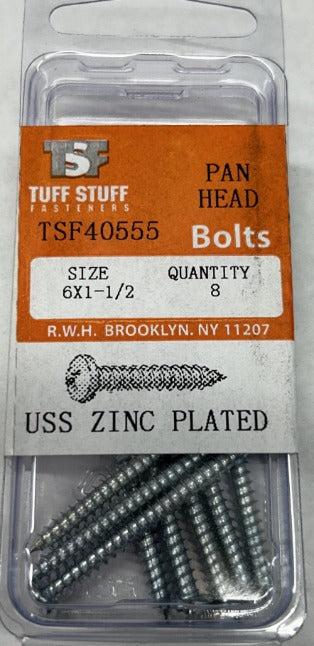 TSF
TUFF STUFF
FASTENERS
TSF40555
PAN
HEAD
Bolts
SIZE QUANTITY
6X1-1/2 8
R.W.H. BROOKLYN. NY 11207
USS ZINC PLATED